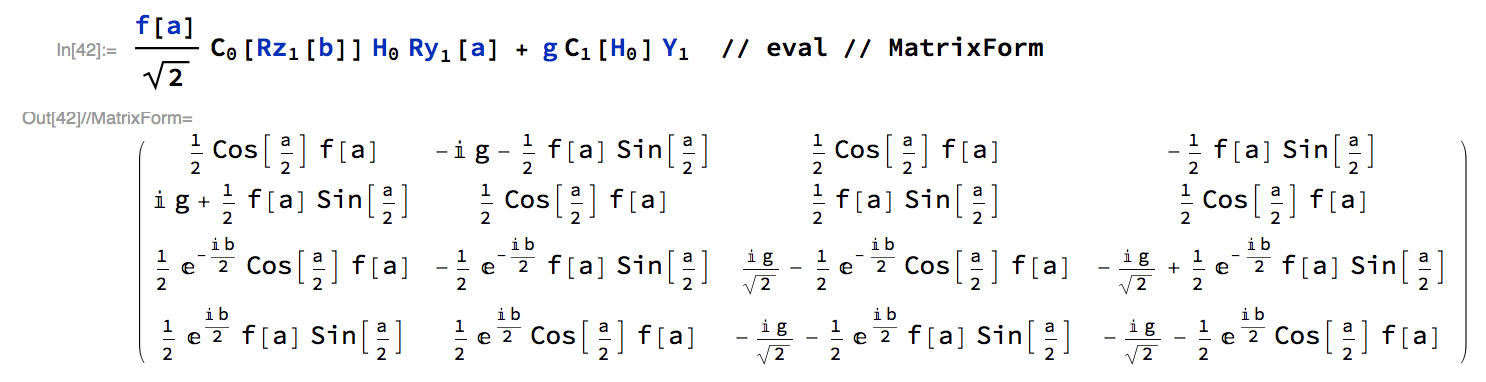 In[42]:= f[a]/√2 C₀[Rz₁[b]] H₀ Ry₁[a] + g C₁[H₀] Y₁ // eval // MatrixForm
Out[42]//MatrixForm=
1/2 Cos[a/2] f[a] -ⅈ g - 1/2 f[a] Sin[a/2] 1/2 Cos[a/2] f[a] -1/2 f[a] Sin[a/2]
ⅈ g + 1/2 f[a] Sin[a/2] 1/2 Cos[a/2] f[a] 1/2 f[a] Sin[a/2] 1/2 Cos[a/2] f[a]
1/2 ⅇ^(-ⅈ b/2) Cos[a/2] f[a] -1/2 ⅇ^(-ⅈ b/2) f[a] Sin[a/2] ⅈ g/√2 - 1/2 ⅇ^(-ⅈ b/2) Cos[a/2] f[a] -ⅈ g/√2 + 1/2 ⅇ^(-ⅈ b/2) f[a] Sin[a/2]
1/2 ⅇ^(ⅈ b/2) f[a] Sin[a/2] 1/2 ⅇ^(ⅈ b/2) Cos[a/2] f[a] -ⅈ g/√2 - 1/2 ⅇ^(ⅈ b/2) f[a] Sin[a/2] -ⅈ g/√2 - 1/2 ⅇ^(ⅈ b/2) Cos[a/2] f[a]